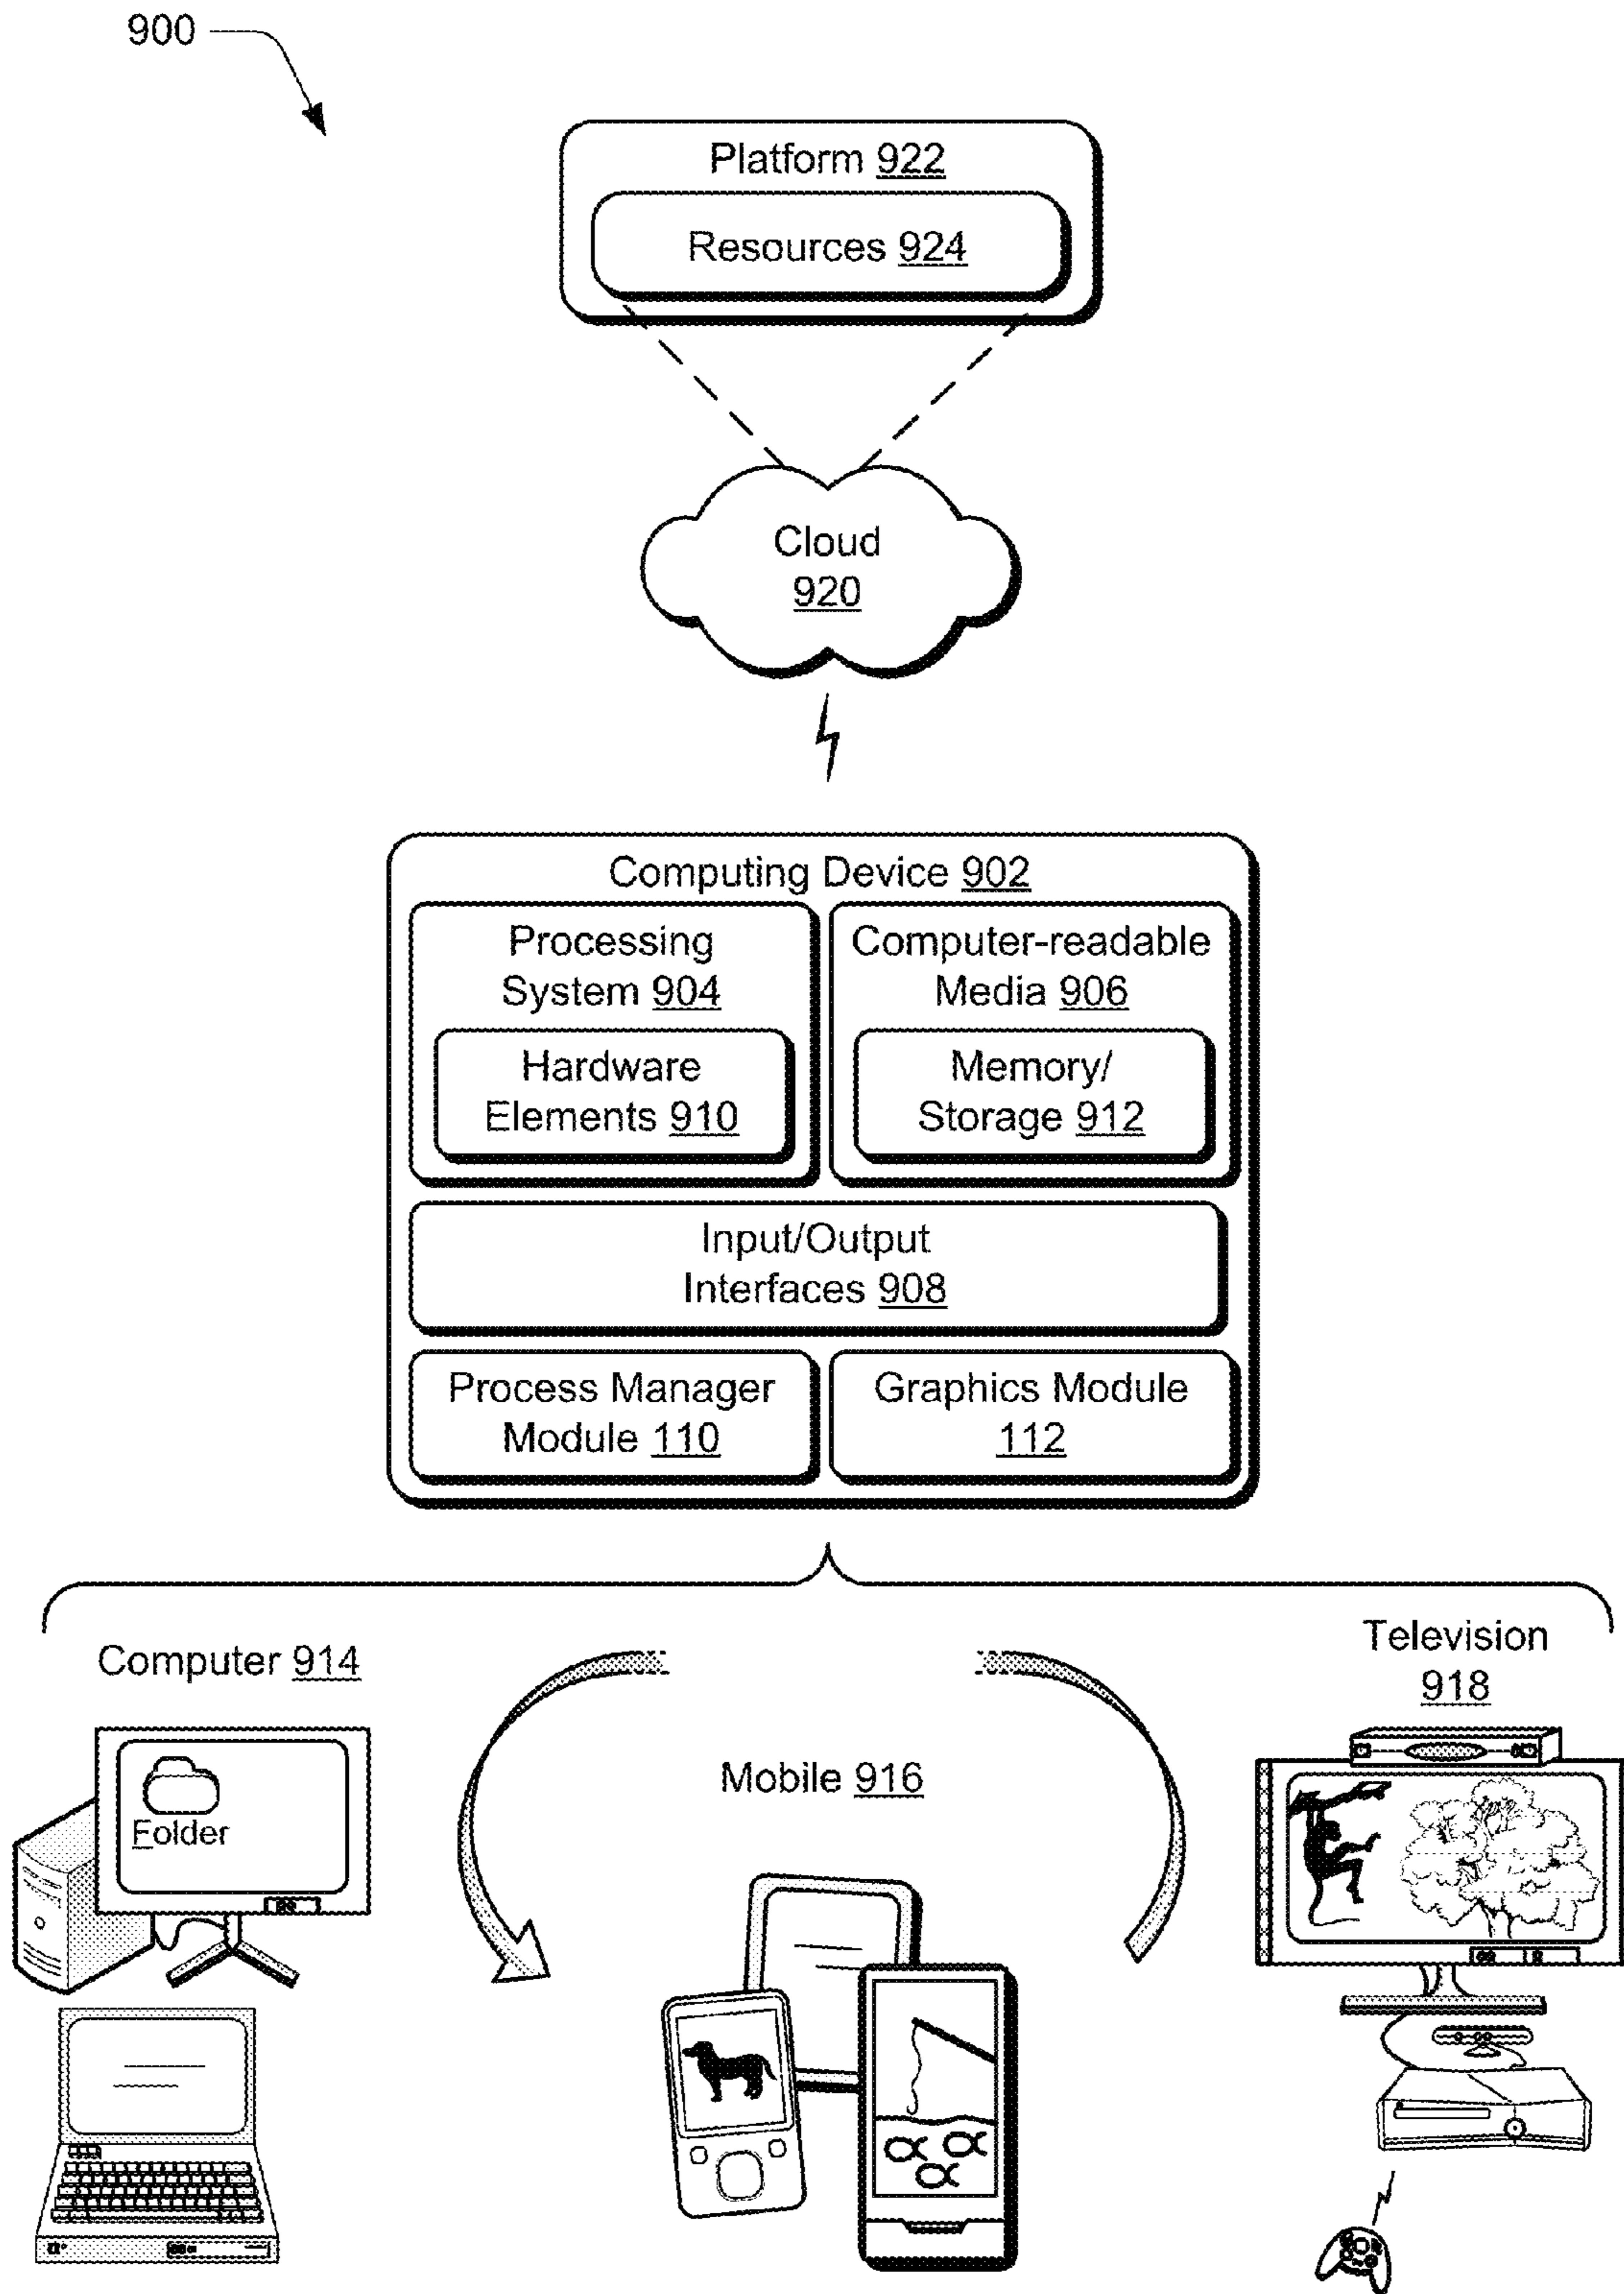 900
Platform 922
Resources 924
Cloud
920
Computing Device 902
Processing
System 904
Computer-readable
Media 906
Hardware
Elements 910
Memory/
Storage 912
Input/Output
Interfaces 908
Process Manager
Module 110
Graphics Module
112
Computer 914
Television
918
Mobile 916
Folder